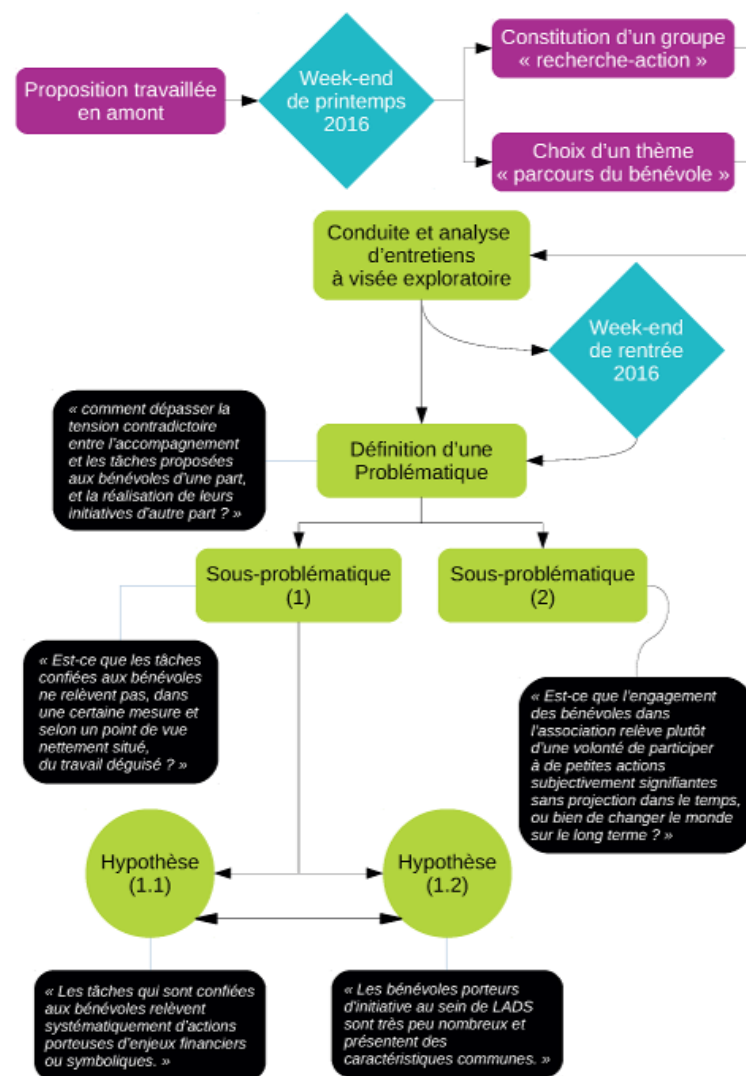 Proposition travaillée
en amont
Week-end
de printemps
2016
Constitution d'un groupe
« recherche-action »
Choix d'un thème
« parcours du bénévole »
Conduite et analyse
d'entretiens
à visée exploratoire
Week-end
de rentrée
2016
« comment dépasser la
tension contradictoire
entre l'accompagnement
et les tâches proposées
aux bénévoles d'une part,
et la réalisation de leurs
initiatives d'autre part ? »
Définition d'une
Problématique
Sous-problématique
(1)
Sous-problématique
(2)
« Est-ce que les tâches
confiées aux bénévoles
ne relèvent pas, dans
une certaine mesure et
selon un point de vue
nettement situé,
du travail déguisé ? »
« Est-ce que l'engagement
des bénévoles dans
l'association relève plutôt
d'une volonté de participer
à de petites actions
subjectivement signifiantes
sans projection dans le temps,
ou bien de changer le monde
sur le long terme ? »
Hypothèse
(1.1)
Hypothèse
(1.2)
« Les tâches qui sont confiées
aux bénévoles relèvent
systématiquement d'actions
porteuses d'enjeux financiers
ou symboliques. »
« Les bénévoles porteurs
d'initiative au sein de LADS
sont très peu nombreux et
présentent des
caractéristiques communes. »